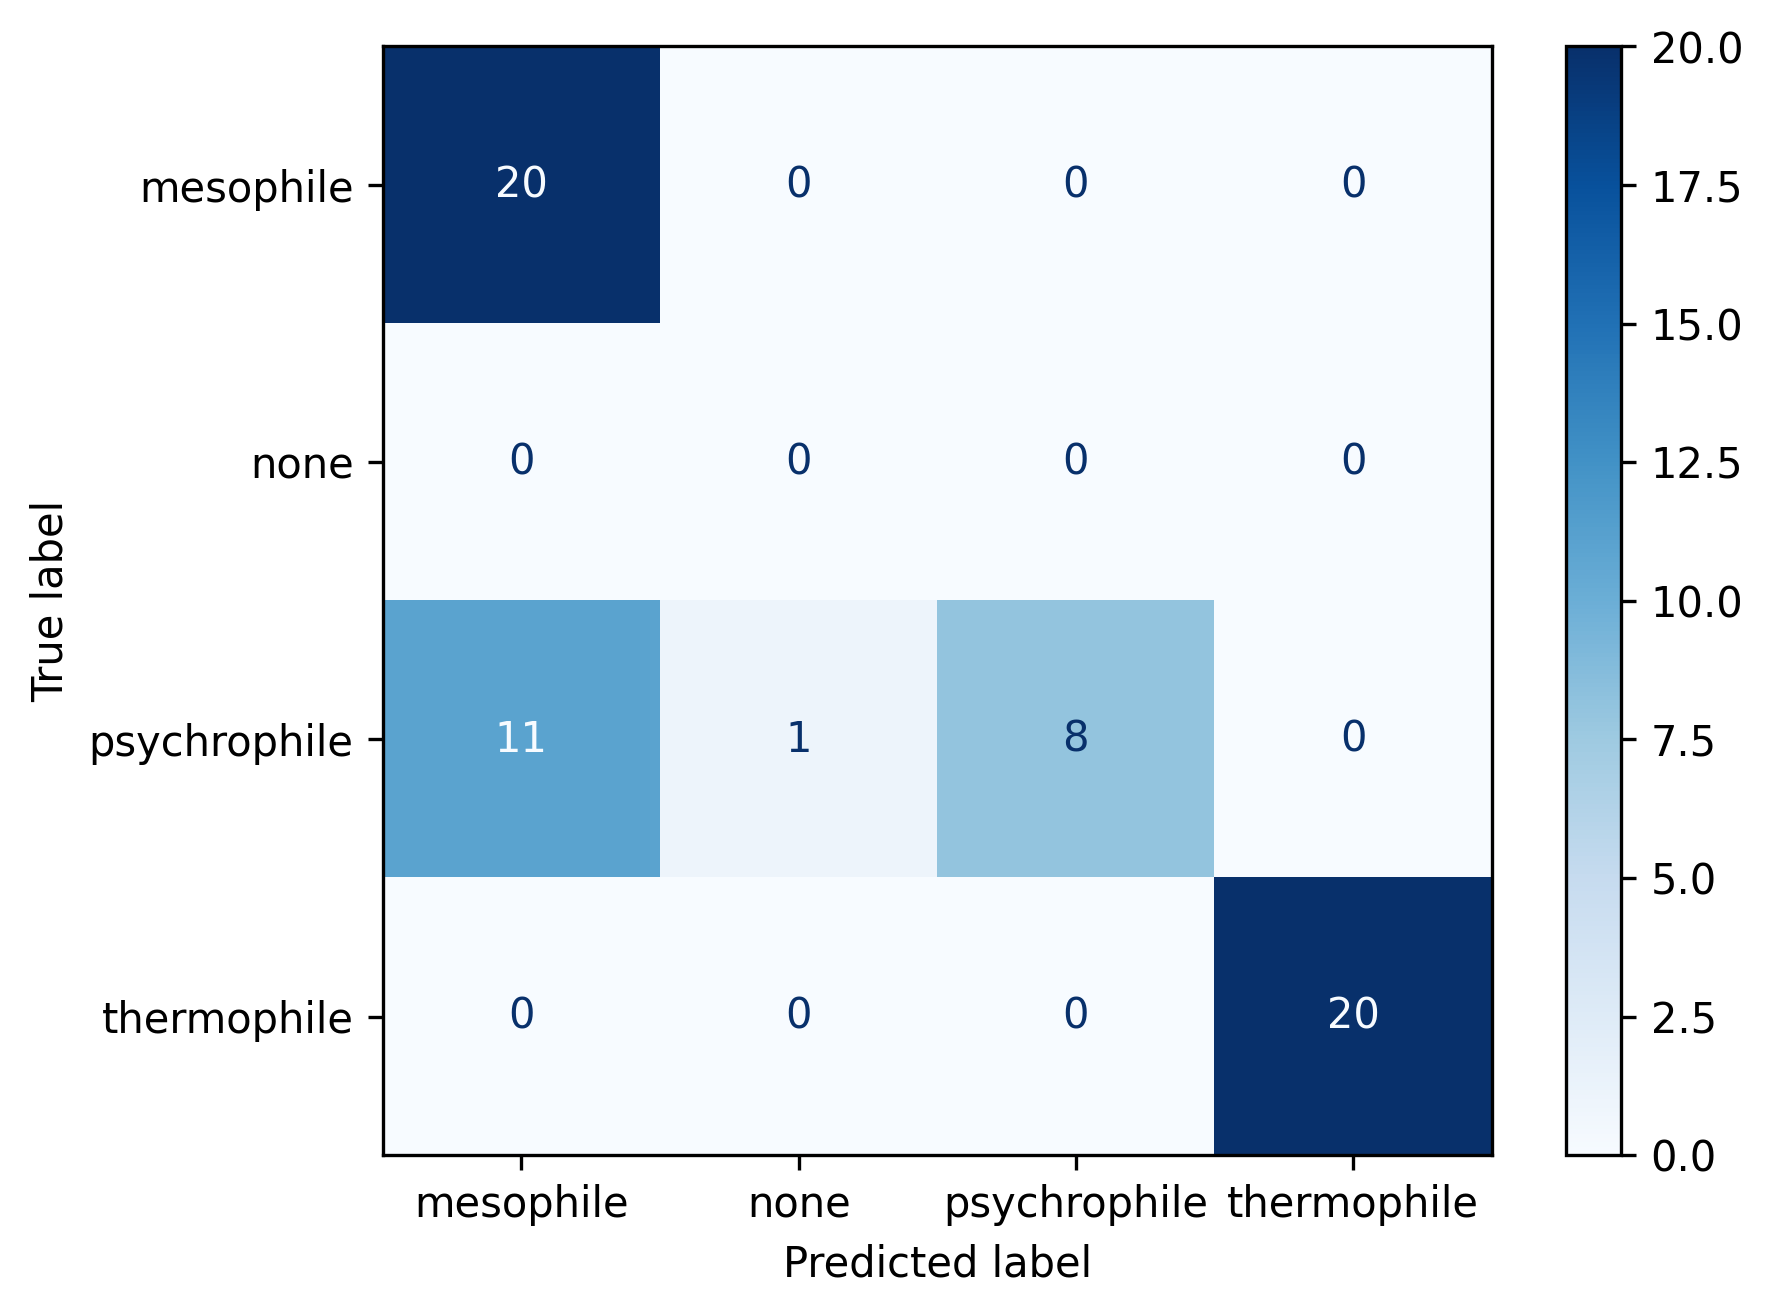 True label
mesophile 20 0 0 0
none 0 0 0 0
psychrophile 11 1 8 0
thermophile 0 0 0 20
mesophile none psychrophile thermophile
Predicted label
20.0
17.5
15.0
12.5
10.0
7.5
5.0
2.5
0.0